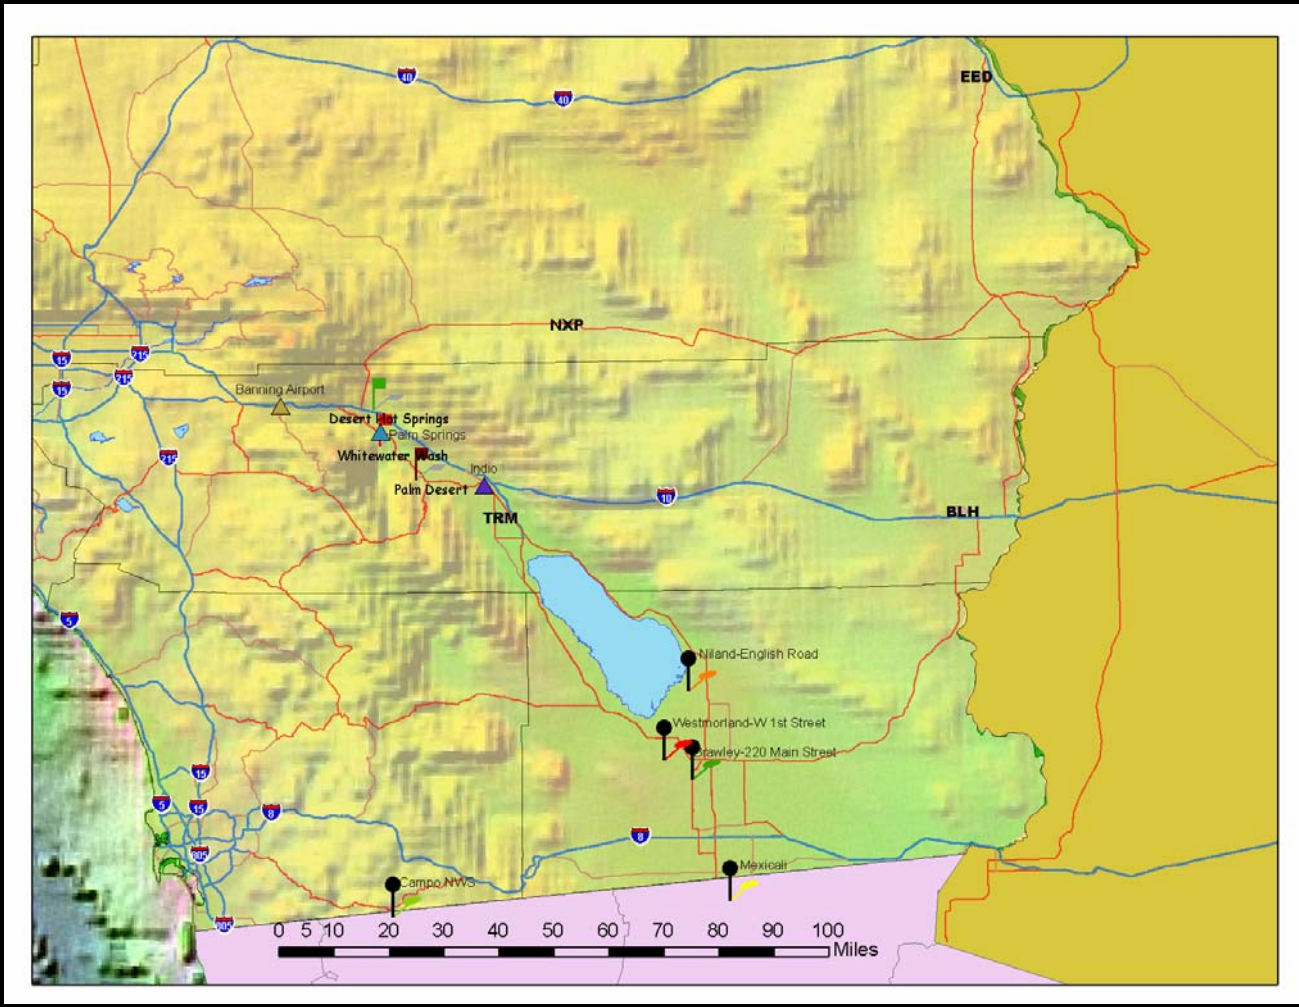 40
EED
40
NXP
15
215
215
15
Banning Airport
Desert Hot Springs
Palm Springs
Whitewater Wash
215
Indio
Palm Desert
10
TRM
BLH
5
Niland-English Road
Westmorland-W 1st Street
Brawley-220 Main Street
15
5
15
8
8
805
Mexicali
Campo NWS
805
0 5 10 20 30 40 50 60 70 80 90 100
Miles